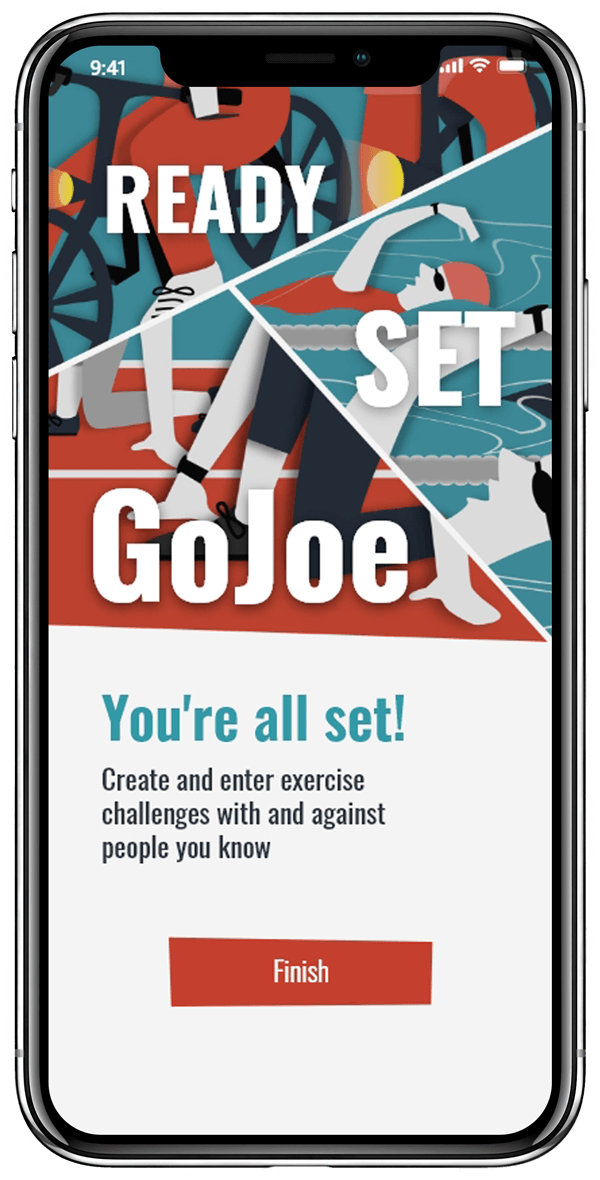 9:41
READY
SET
GoJoe
You're all set!
Create and enter exercise
challenges with and against
people you know
Finish